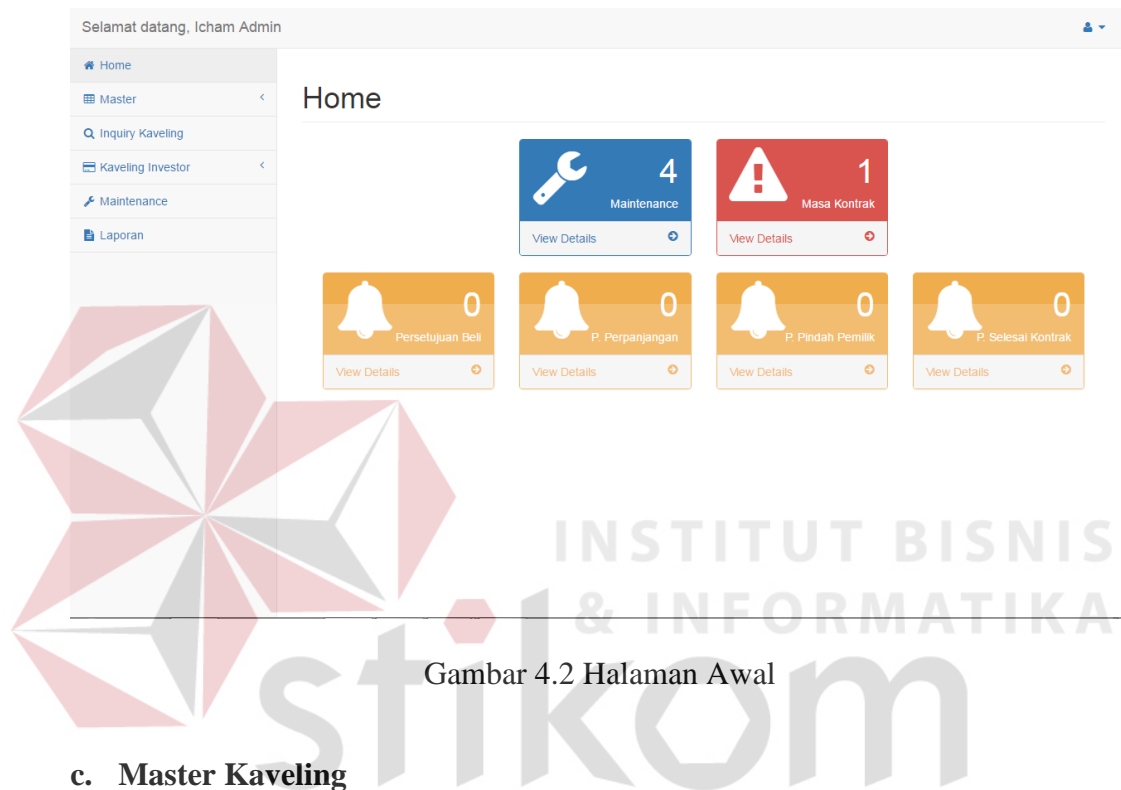 Selamat datang, Icham Admin
Home
Master
Inquiry Kaveling
Kaveling Investor
Maintenance
Laporan
Home
4
Maintenance
View Details
1
Masa Kontrak
View Details
0
Persetujuan Beli
View Details
0
P. Perpanjangan
View Details
0
P. Pindah Pemilik
View Details
0
P. Selesai Kontrak
View Details
INSTITUT BISNIS
& INFORMATIKA
stikom
Gambar 4.2 Halaman Awal
c. Master Kaveling